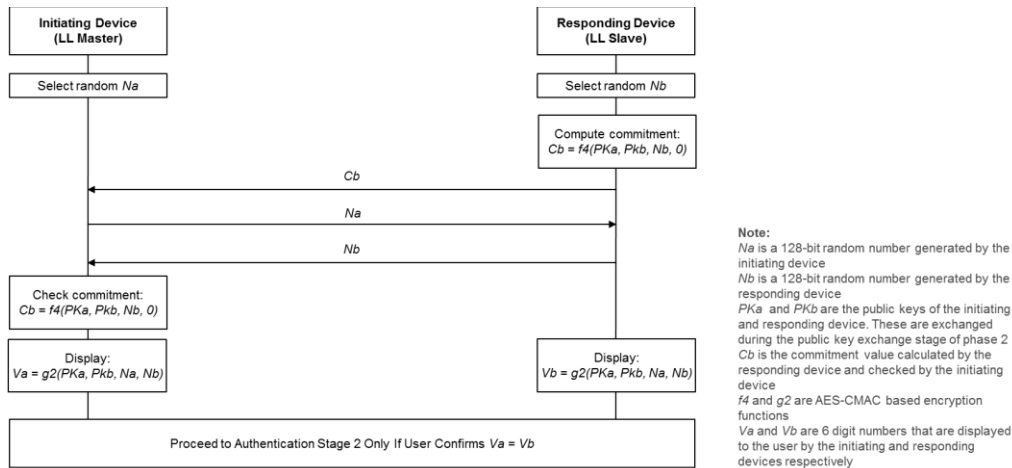 Initiating Device
(LL Master)
Responding Device
(LL Slave)
Select random Na
Select random Nb
Compute commitment:
Cb = f4(PKa, Pkb, Nb, 0)
Cb
Na
Nb
Check commitment:
Cb = f4(PKa, Pkb, Nb, 0)
Display:
Va = g2(PKa, Pkb, Na, Nb)
Display:
Vb = g2(PKa, Pkb, Na, Nb)
Proceed to Authentication Stage 2 Only If User Confirms Va = Vb
Note:
Na is a 128-bit random number generated by the
initiating device
Nb is a 128-bit random number generated by the
responding device
PKa and PKb are the public keys of the initiating
and responding device. These are exchanged
during the public key exchange stage of phase 2
Cb is the commitment value calculated by the
responding device and checked by the initiating
device
f4 and g2 are AES-CMAC based encryption
functions
Va and Vb are 6 digit numbers that are displayed
to the user by the initiating and responding
devices respectively